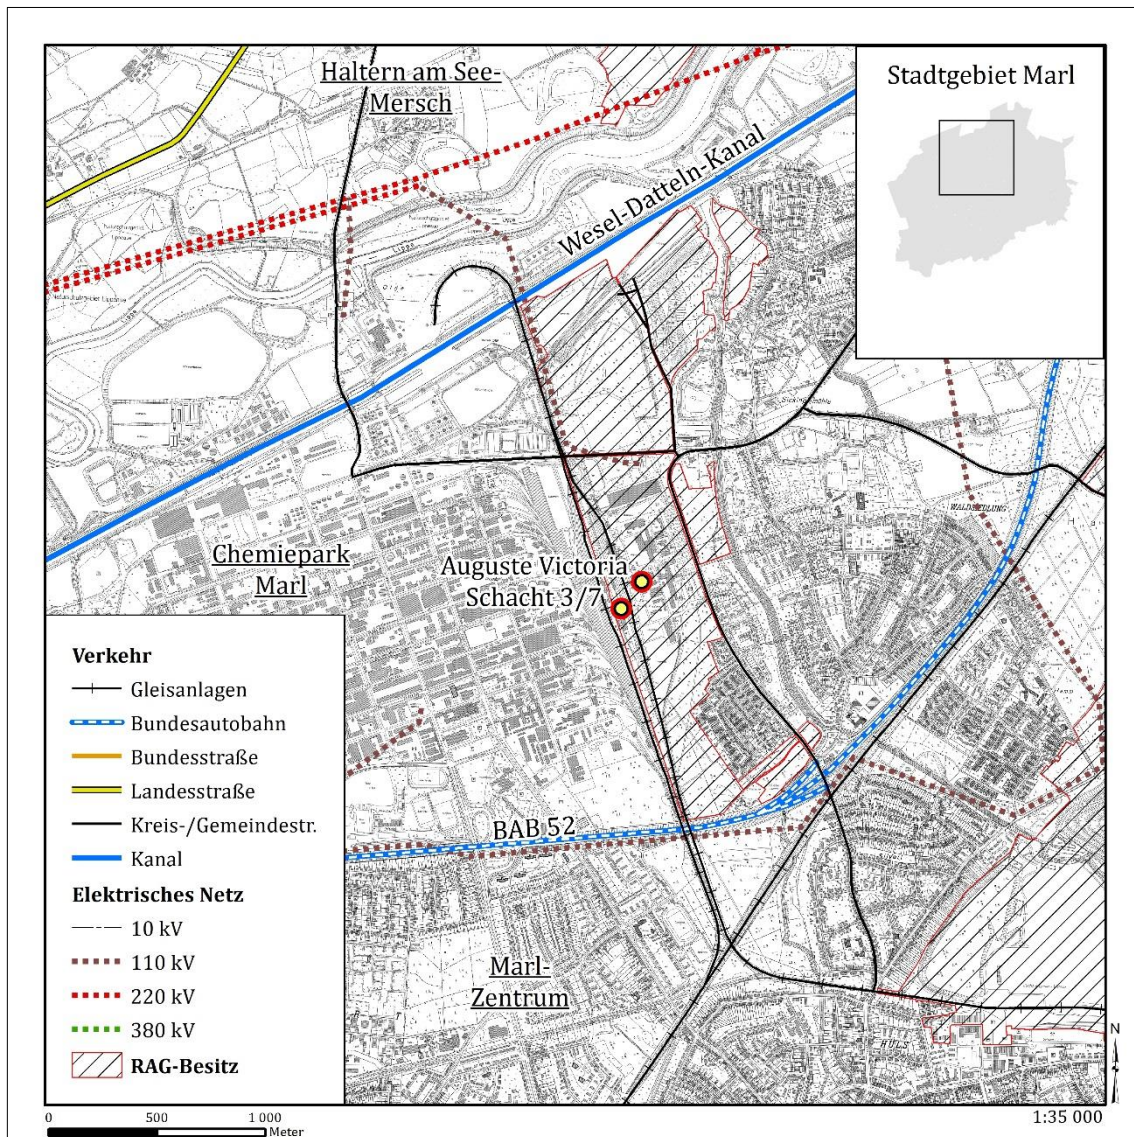 Haltern am See-
Mersch
Stadtgebiet Marl
Wesel-Datteln-Kanal
Lippe
WALDSIEDLUNG
Chemiepark
Marl
Auguste Victoria
Schacht 3/7
BAB 52
Marl-
Zentrum
HÜLS
Verkehr
Gleisanlagen
Bundesautobahn
Bundesstraße
Landesstraße
Kreis-/Gemeindestr.
Kanal
Elektrisches Netz
10 kV
110 kV
220 kV
380 kV
RAG-Besitz
N
0 500 1 000
Meter
1:35 000